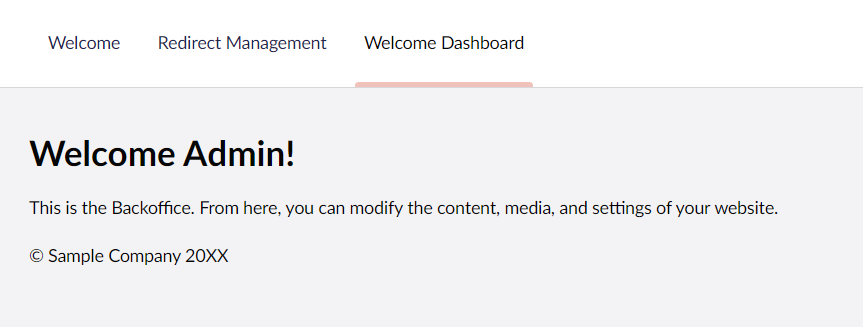 Welcome Redirect Management Welcome Dashboard
Welcome Admin!
This is the Backoffice. From here, you can modify the content, media, and settings of your website.
© Sample Company 20XX